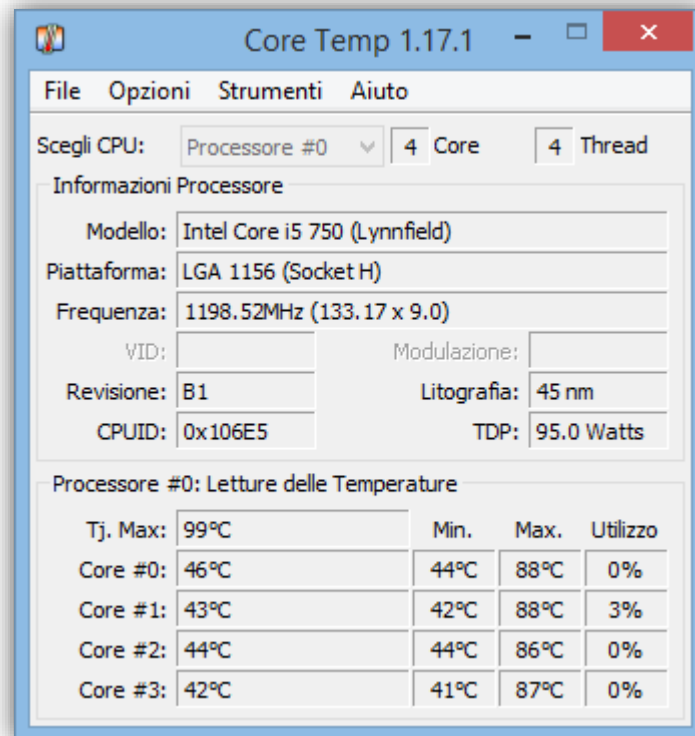 Core Temp 1.17.1
File Opzioni Strumenti Aiuto
Scegli CPU: Processore #0 4 Core 4 Thread
Informazioni Processore
Modello: Intel Core i5 750 (Lynnfield)
Piattaforma: LGA 1156 (Socket H)
Frequenza: 1198.52MHz (133.17 x 9.0)
VID: Modulazione:
Revisione: B1 Litografia: 45 nm
CPUID: 0x106E5 TDP: 95.0 Watts
Processore #0: Letture delle Temperature
Tj. Max: 99°C Min. Max. Utilizzo
Core #0: 46°C 44°C 88°C 0%
Core #1: 43°C 42°C 88°C 3%
Core #2: 44°C 44°C 86°C 0%
Core #3: 42°C 41°C 87°C 0%